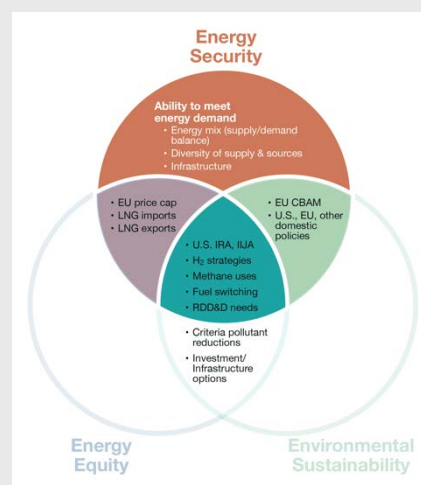 Energy
Security
Ability to meet
energy demand
• Energy mix (supply/demand
balance)
• Diversity of supply & sources
• Infrastructure
• EU price cap
• LNG imports
• LNG exports
• EU CBAM
• U.S., EU, other
domestic
policies
• U.S. IRA, IIJA
• H₂ strategies
• Methane uses
• Fuel switching
• RDD&D needs
• Criteria pollutant
reductions
• Investment/
Infrastructure
options
Energy
Equity
Environmental
Sustainability